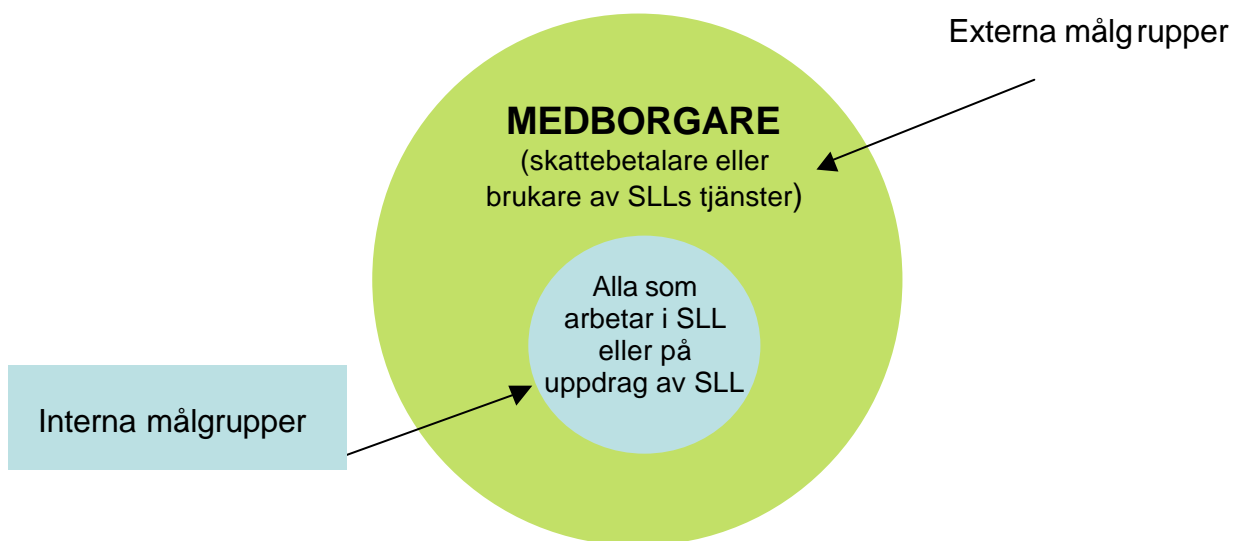 Externa målgrupper
MEDBORGARE
(skattebetalare eller
brukare av SLLs tjänster)
Alla som
arbetar i SLL
eller på
uppdrag av SLL
Interna målgrupper